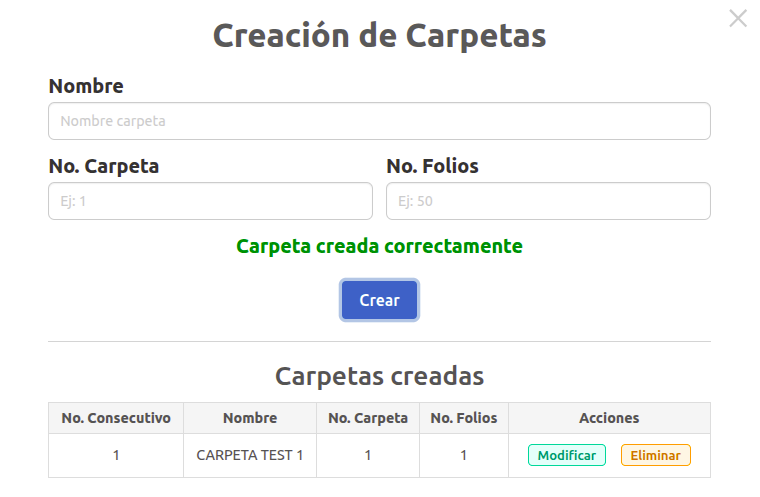 Creación de Carpetas
Nombre
Nombre carpeta
No. Carpeta No. Folios
Ej: 1 Ej: 50
Carpeta creada correctamente
Crear
Carpetas creadas
No. Consecutivo Nombre No. Carpeta No. Folios Acciones
1 CARPETA TEST 1 1 1 Modificar Eliminar